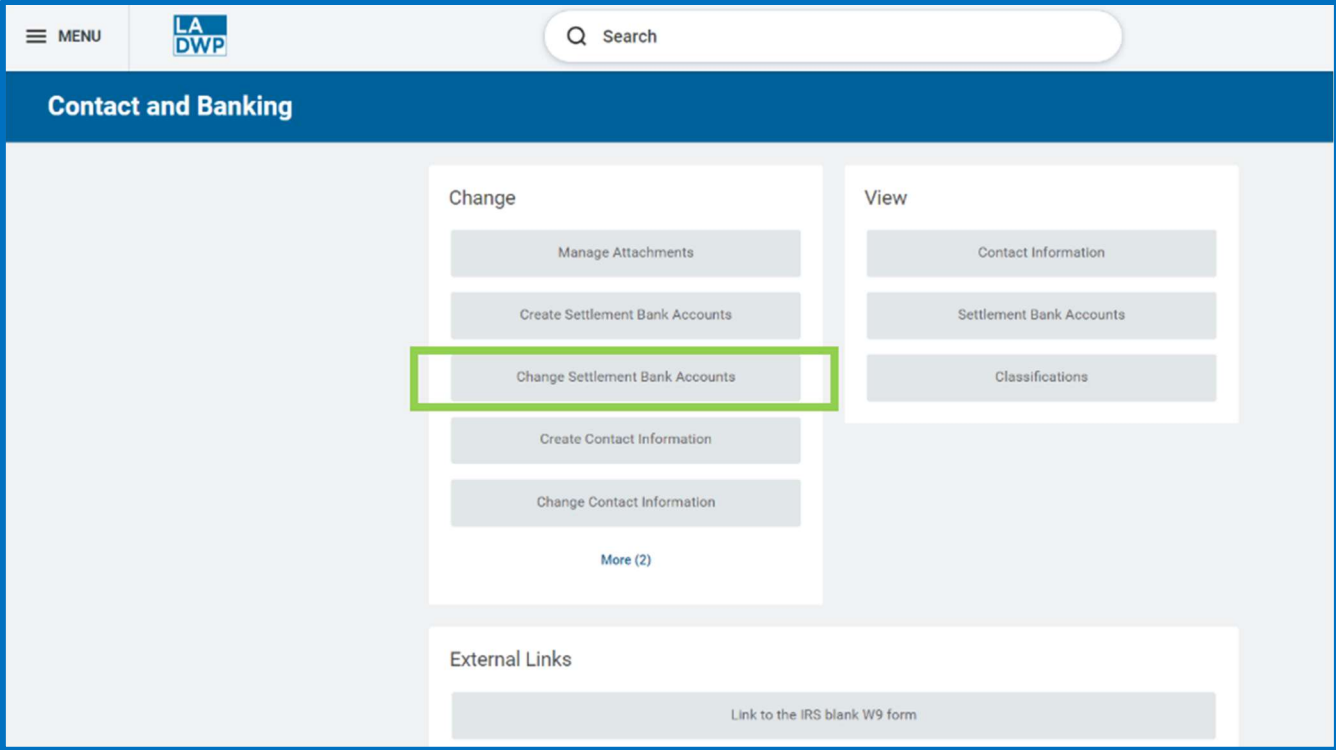 MENU
LA
DWP
Search
Contact and Banking
Change
Manage Attachments
Create Settlement Bank Accounts
Change Settlement Bank Accounts
Create Contact Information
Change Contact Information
More (2)
View
Contact Information
Settlement Bank Accounts
Classifications
External Links
Link to the IRS blank W9 form